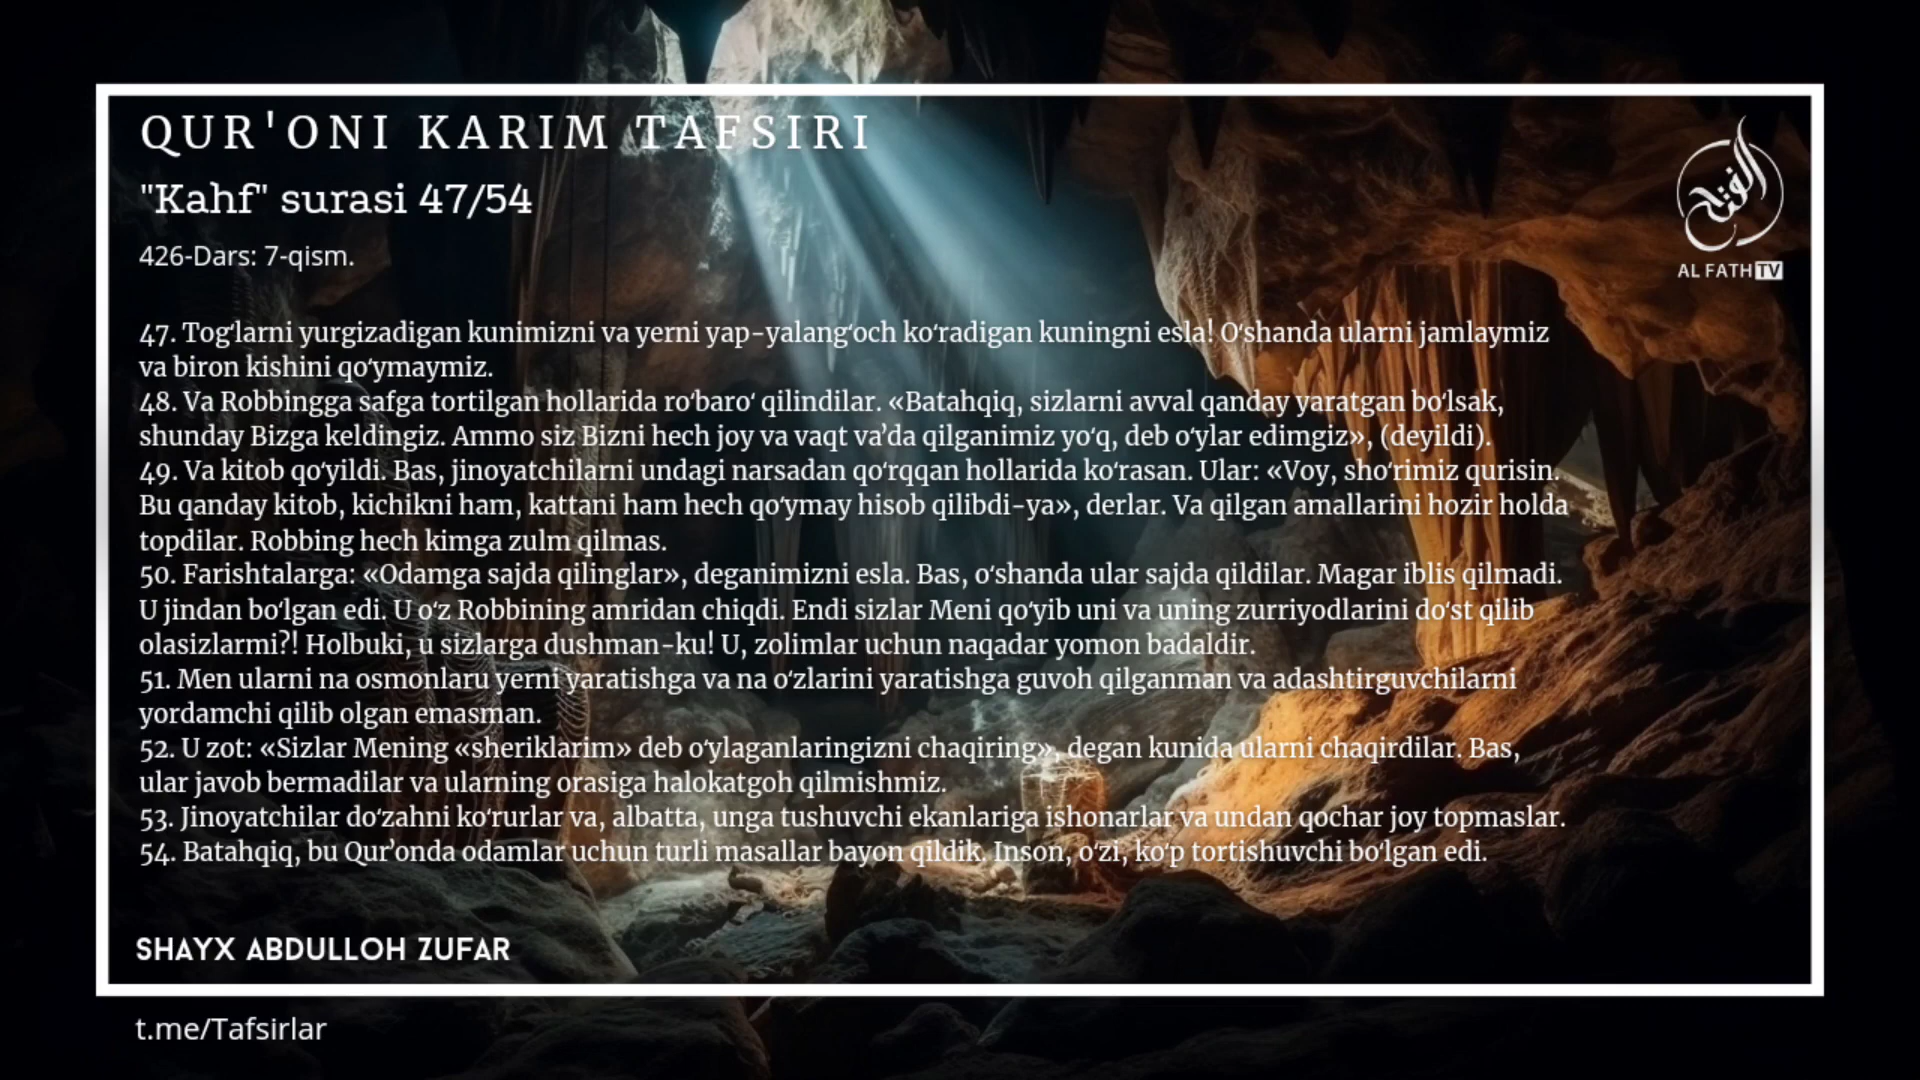 QUR'ONI KARIM TAFSIRI
"Kahf" surasi 47/54
426-Dars: 7-qism.
الفتح
AL FATH TV
47. Togʻlarni yurgizadigan kunimizni va yerni yap-yalangʻoch koʻradigan kuningni esla! Oʻshanda ularni jamlaymiz
va biron kishini qoʻymaymiz.
48. Va Robbingga safga tortilgan hollarida roʻbaroʻ qilindilar. «Batahqiq, sizlarni avval qanday yaratgan boʻlsak,
shunday Bizga keldingiz. Ammo siz Bizni hech joy va vaqt va’da qilganimiz yoʻq, deb oʻylar edimgiz», (deyildi).
49. Va kitob qoʻyildi. Bas, jinoyatchilarni undagi narsadan qoʻrqqan hollarida koʻrasan. Ular: «Voy, shoʻrimiz qurisin.
Bu qanday kitob, kichikni ham, kattani ham hech qoʻymay hisob qilibdi-ya», derlar. Va qilgan amallarini hozir holda
topdilar. Robbing hech kimga zulm qilmas.
50. Farishtalarga: «Odamga sajda qilinglar», deganimizni esla. Bas, oʻshanda ular sajda qildilar. Magar iblis qilmadi.
U jindan boʻlgan edi. U oʻz Robbining amridan chiqdi. Endi sizlar Meni qoʻyib uni va uning zurriyodlarini doʻst qilib
olasizlarmi?! Holbuki, u sizlarga dushman-ku! U, zolimlar uchun naqadar yomon badaldir.
51. Men ularni na osmonlaru yerni yaratishga va na oʻzlarini yaratishga guvoh qilganman va adashtirguvchilarni
yordamchi qilib olgan emasman.
52. U zot: «Sizlar Mening «sheriklarim» deb oʻylaganlaringizni chaqiring», degan kunida ularni chaqirdilar. Bas,
ular javob bermadilar va ularning orasiga halokatgoh qilmishmiz.
53. Jinoyatchilar doʻzahni koʻrurlar va, albatta, unga tushuvchi ekanlariga ishonarlar va undan qochar joy topmaslar.
54. Batahqiq, bu Qur’onda odamlar uchun turli masallar bayon qildik. Inson, oʻzi, koʻp tortishuvchi boʻlgan edi.
SHAYX ABDULLOH ZUFAR
t.me/Tafsirlar